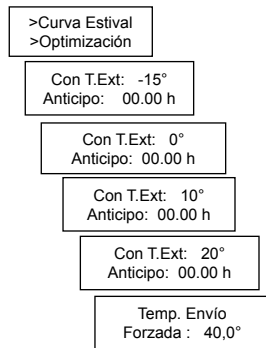 >Curva Estival
>Optimización
Con T.Ext: -15°
Anticipo: 00.00 h
Con T.Ext: 0°
Anticipo: 00.00 h
Con T.Ext: 10°
Anticipo: 00.00 h
Con T.Ext: 20°
Anticipo: 00.00 h
Temp. Envío
Forzada : 40,0°